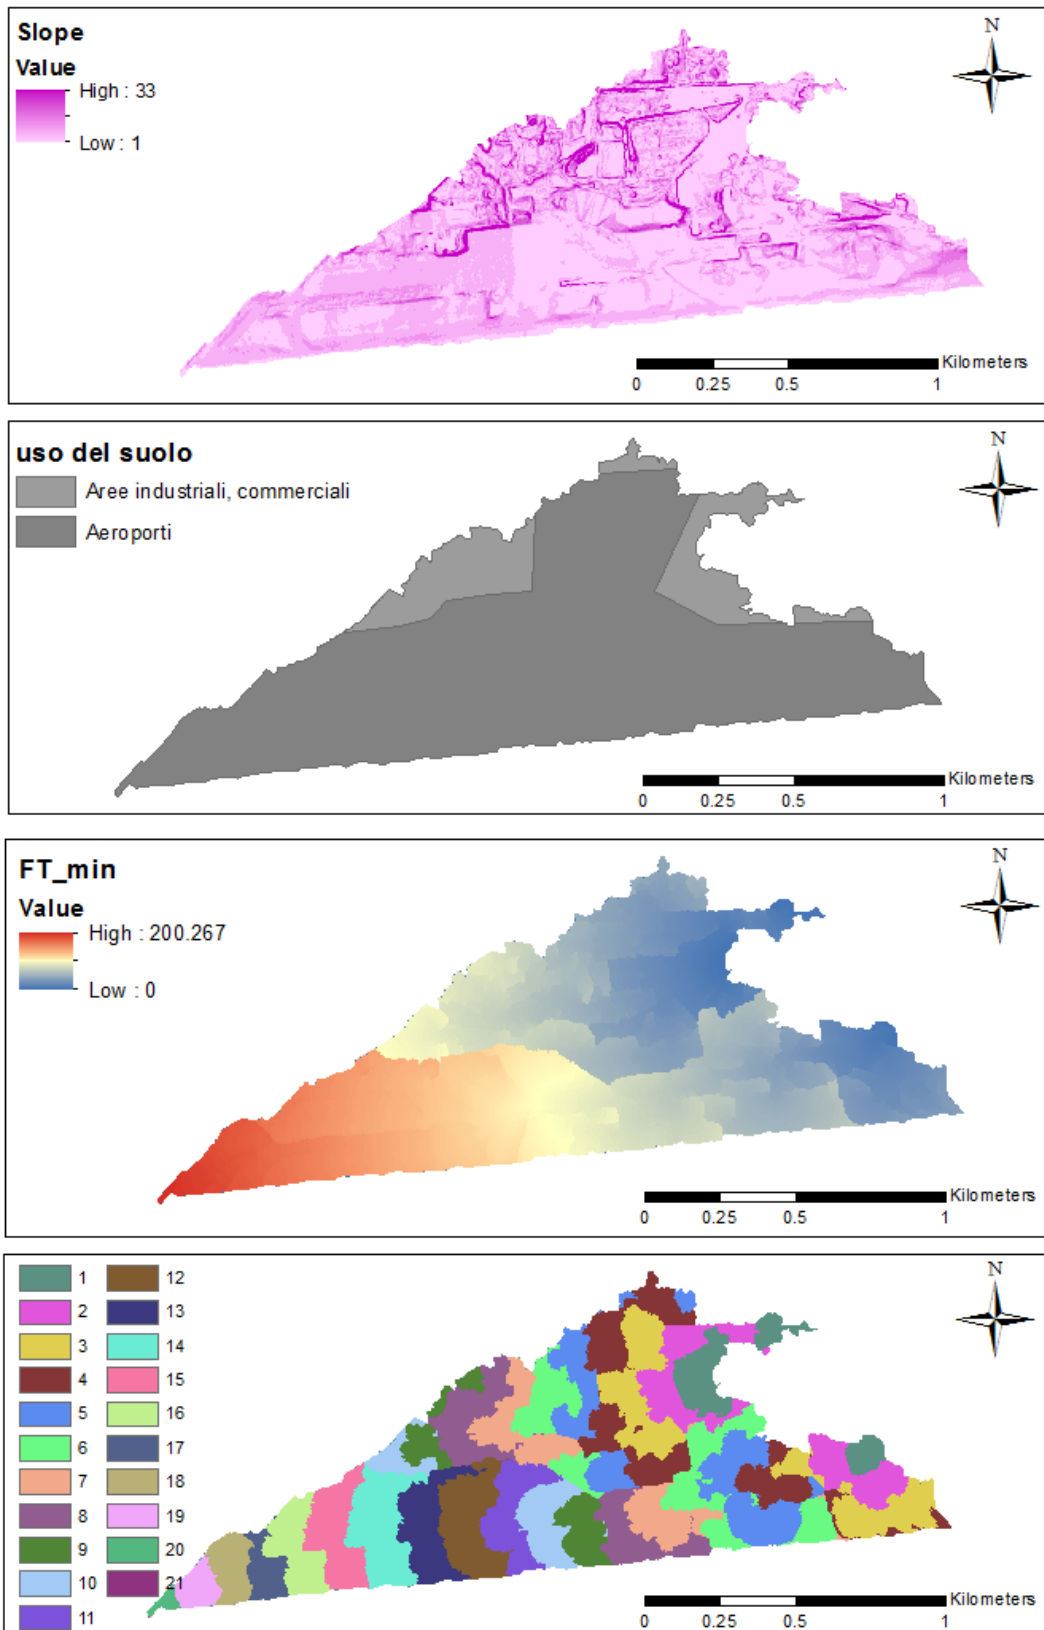 Slope
Value
High : 33
Low : 1
N
Kilometers
0 0.25 0.5 1
uso del suolo
Aree industriali, commerciali
Aeroporti
N
Kilometers
0 0.25 0.5 1
FT_min
Value
High : 200.267
Low : 0
N
Kilometers
0 0.25 0.5 1
1 12
2 13
3 14
4 15
5 16
6 17
7 18
8 19
9 20
10 21
11
N
Kilometers
0 0.25 0.5 1